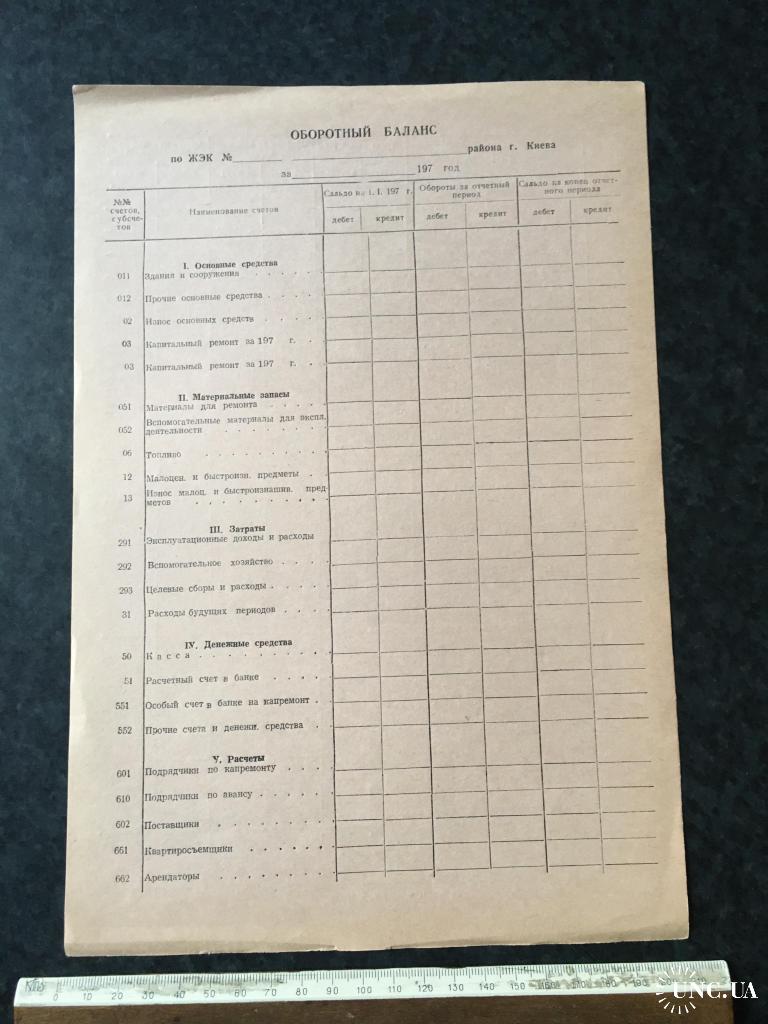 ОБОРОТНЫЙ БАЛАНС
по ЖЭК № района г. Киева
за 197 год
№№ счетов, субсче-тов
Наименование счетов
Сальдо на 1. I. 197 г.
Обороты за отчетный период
Сальдо на конец отчет-ного периода
дебет кредит дебет кредит дебет кредит
I. Основные средства
011 Здания и сооружения . . . . .
012 Прочие основные средства . . . .
02 Износ основных средств . . . .
03 Капитальный ремонт за 197 г. . .
03 Капитальный ремонт за 197 г. . .
II. Материальные запасы
051 Материалы для ремонта . . . .
052 Вспомогательные материалы для экспл.
деятельности . . . . . . . .
06 Топливо . . . . . . . . .
12 Малоцен. и быстроизн. предметы . .
13 Износ малоц. и быстроизнашив. пред-
метов . . . . . . . . .
III. Затраты
291 Эксплуатационные доходы и расходы
292 Вспомогательное хозяйство . . . .
293 Целевые сборы и расходы . . . .
31 Расходы будущих периодов . . . .
IV. Денежные средства
50 К а с с а . . . . . . . . .
51 Расчетный счет в банке . . . .
551 Особый счет в банке на капремонт .
552 Прочие счета и денежн. средства .
V. Расчеты
601 Подрядчики по капремонту . . . .
610 Подрядчики по авансу . . . . .
602 Поставщики . . . . . . . .
661 Квартиросъемщики . . . . . .
662 Арендаторы . . . . . . . .
0 10 20 30 40 50 60 70 80 90 100 110 120 130 140 150 160 170 180 190
UNC.UA